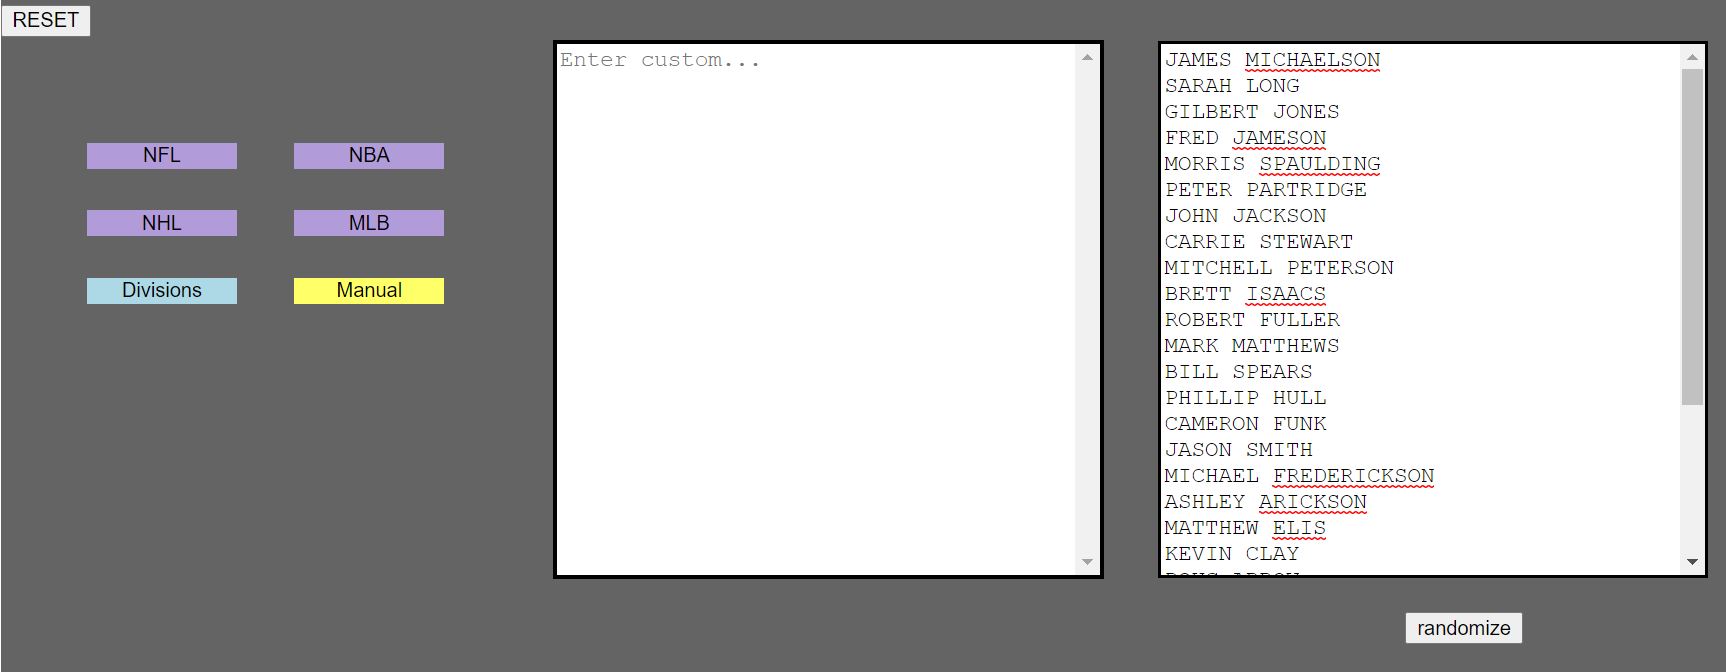 RESET
NFL
NBA
NHL
MLB
Divisions
Manual
Enter custom...
JAMES MICHAELSON
SARAH LONG
GILBERT JONES
FRED JAMESON
MORRIS SPAULDING
PETER PARTRIDGE
JOHN JACKSON
CARRIE STEWART
MITCHELL PETERSON
BRETT ISAACS
ROBERT FULLER
MARK MATTHEWS
BILL SPEARS
PHILLIP HULL
CAMERON FUNK
JASON SMITH
MICHAEL FREDERICKSON
ASHLEY ARICKSON
MATTHEW ELIS
KEVIN CLAY
randomize